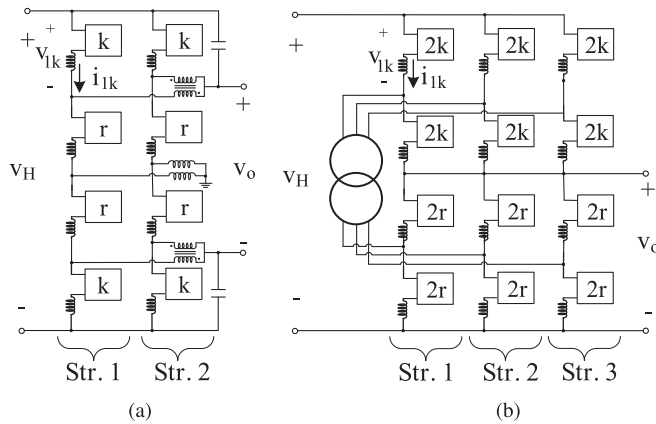 +
+
v1k
-
i1k
k
k
+
r
r
vH
vo
r
r
-
k
k
-
Str. 1
Str. 2
(a)
+
+
v1k
-
i1k
2k
2k
2k
2k
2k
2k
vH
+
2r
2r
2r
vo
2r
2r
2r
-
-
Str. 1
Str. 2
Str. 3
(b)